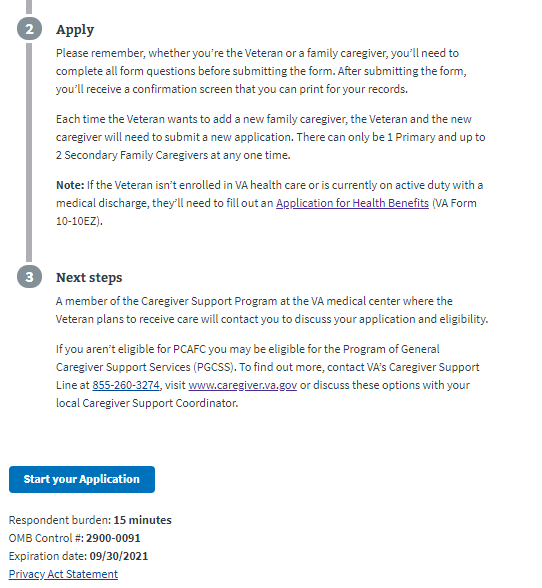 2 Apply
Please remember, whether you're the Veteran or a family caregiver, you'll need to
complete all form questions before submitting the form. After submitting the form,
you'll receive a confirmation screen that you can print for your records.
Each time the Veteran wants to add a new family caregiver, the Veteran and the new
caregiver will need to submit a new application. There can only be 1 Primary and up to
2 Secondary Family Caregivers at any one time.
Note: If the Veteran isn't enrolled in VA health care or is currently on active duty with a
medical discharge, they'll need to fill out an Application for Health Benefits (VA Form
10-10EZ).
3 Next steps
A member of the Caregiver Support Program at the VA medical center where the
Veteran plans to receive care will contact you to discuss your application and eligibility.
If you aren't eligible for PCAFC you may be eligible for the Program of General
Caregiver Support Services (PGCSS). To find out more, contact VA's Caregiver Support
Line at 855-260-3274, visit www.caregiver.va.gov or discuss these options with your
local Caregiver Support Coordinator.
Start your Application
Respondent burden: 15 minutes
OMB Control #: 2900-0091
Expiration date: 09/30/2021
Privacy Act Statement